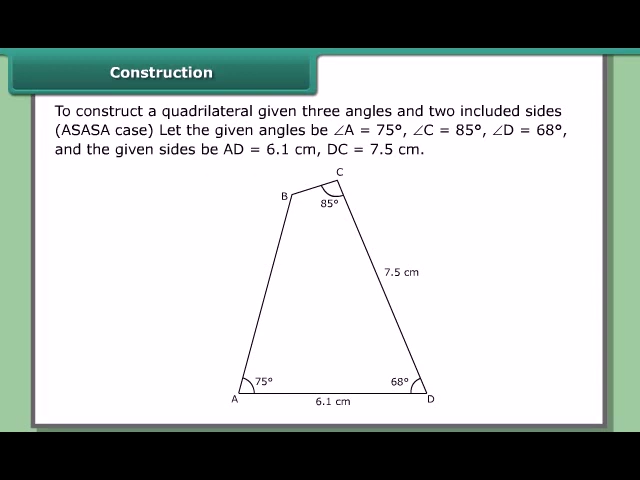 Construction
To construct a quadrilateral given three angles and two included sides
(ASASA case) Let the given angles be ∠A = 75°, ∠C = 85°, ∠D = 68°,
and the given sides be AD = 6.1 cm, DC = 7.5 cm.
C
B
85°
7.5 cm
75°
68°
A
6.1 cm
D